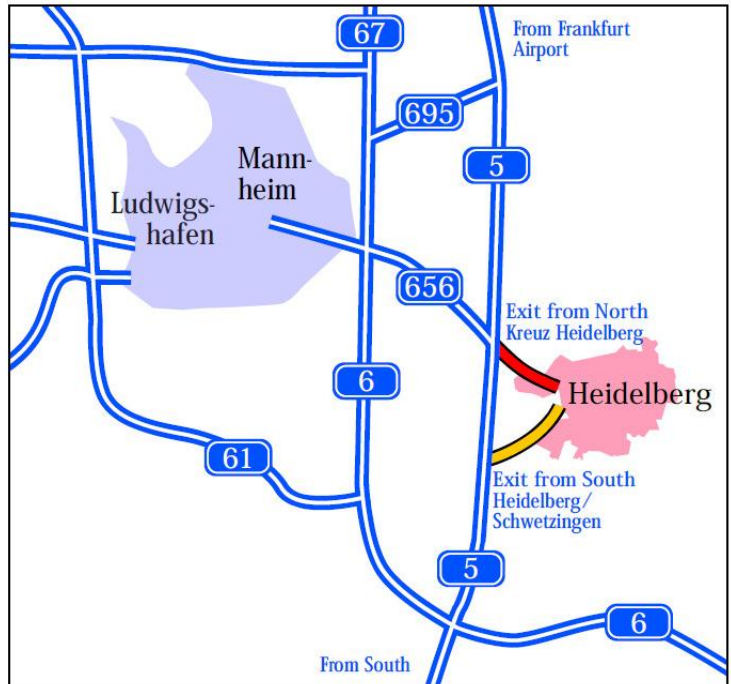 67
From Frankfurt
Airport
695
5
Mann-
heim
Ludwigs-
hafen
656
Exit from North
Kreuz Heidelberg
6
Heidelberg
61
Exit from South
Heidelberg/
Schwetzingen
5
6
From South